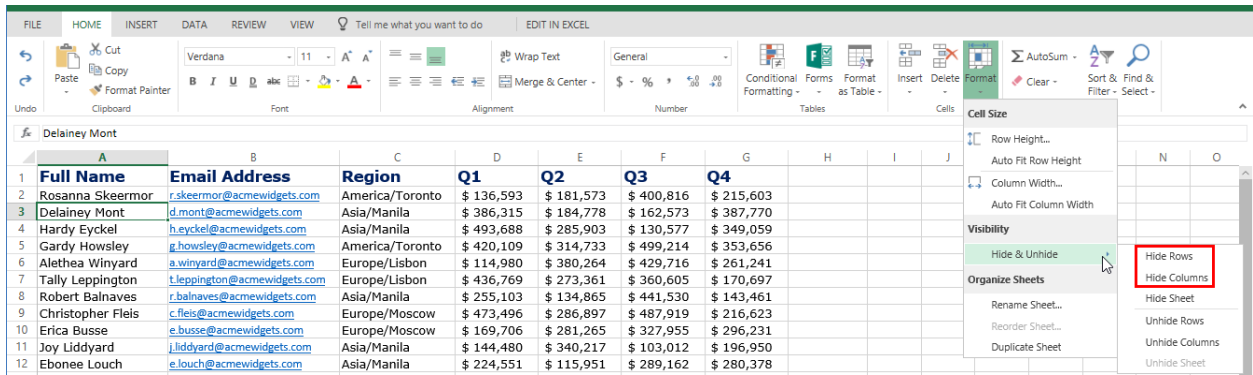 FILE HOME INSERT DATA REVIEW VIEW Tell me what you want to do EDIT IN EXCEL
Cut
Copy
Format Painter
Paste
Verdana 11 A A
B I U D abc A
Wrap Text
Merge & Center
General
$ % , .00 .00
Conditional Formatting
Forms
Format as Table
Insert Delete Format
AutoSum
Clear
Sort & Filter
Find & Select
Undo Clipboard Font Alignment Number Tables Cells
fx Delainey Mont
A B C D E F G H I J N O
1 Full Name Email Address Region Q1 Q2 Q3 Q4
2 Rosanna Skeermor r.skeermor@acmewidgets.com America/Toronto $ 136,593 $ 181,573 $ 400,816 $ 215,603
3 Delainey Mont d.mont@acmewidgets.com Asia/Manila $ 386,315 $ 184,778 $ 162,573 $ 387,770
4 Hardy Eyckel h.eyckel@acmewidgets.com Asia/Manila $ 493,688 $ 285,903 $ 130,577 $ 349,059
5 Gardy Howsley g.howsley@acmewidgets.com America/Toronto $ 420,109 $ 314,733 $ 499,214 $ 353,656
6 Alethea Winyard a.winyard@acmewidgets.com Europe/Lisbon $ 114,980 $ 380,264 $ 429,716 $ 261,241
7 Tally Leppington t.leppington@acmewidgets.com Europe/Lisbon $ 436,769 $ 273,361 $ 360,605 $ 170,697
8 Robert Balnaves r.balnaves@acmewidgets.com Asia/Manila $ 255,103 $ 134,865 $ 441,530 $ 143,461
9 Christopher Fleis c.fleis@acmewidgets.com Europe/Moscow $ 473,496 $ 286,897 $ 487,919 $ 216,623
10 Erica Busse e.busse@acmewidgets.com Europe/Moscow $ 169,706 $ 281,265 $ 327,955 $ 296,231
11 Joy Liddyard j.liddyard@acmewidgets.com Asia/Manila $ 144,480 $ 340,217 $ 103,012 $ 196,950
12 Ebonee Louch e.louch@acmewidgets.com Asia/Manila $ 224,551 $ 115,951 $ 289,162 $ 280,378
Cell Size
Row Height...
Auto Fit Row Height
Column Width...
Auto Fit Column Width
Visibility
Hide & Unhide
Organize Sheets
Rename Sheet...
Reorder Sheet...
Duplicate Sheet
Hide Rows
Hide Columns
Hide Sheet
Unhide Rows
Unhide Columns
Unhide Sheet